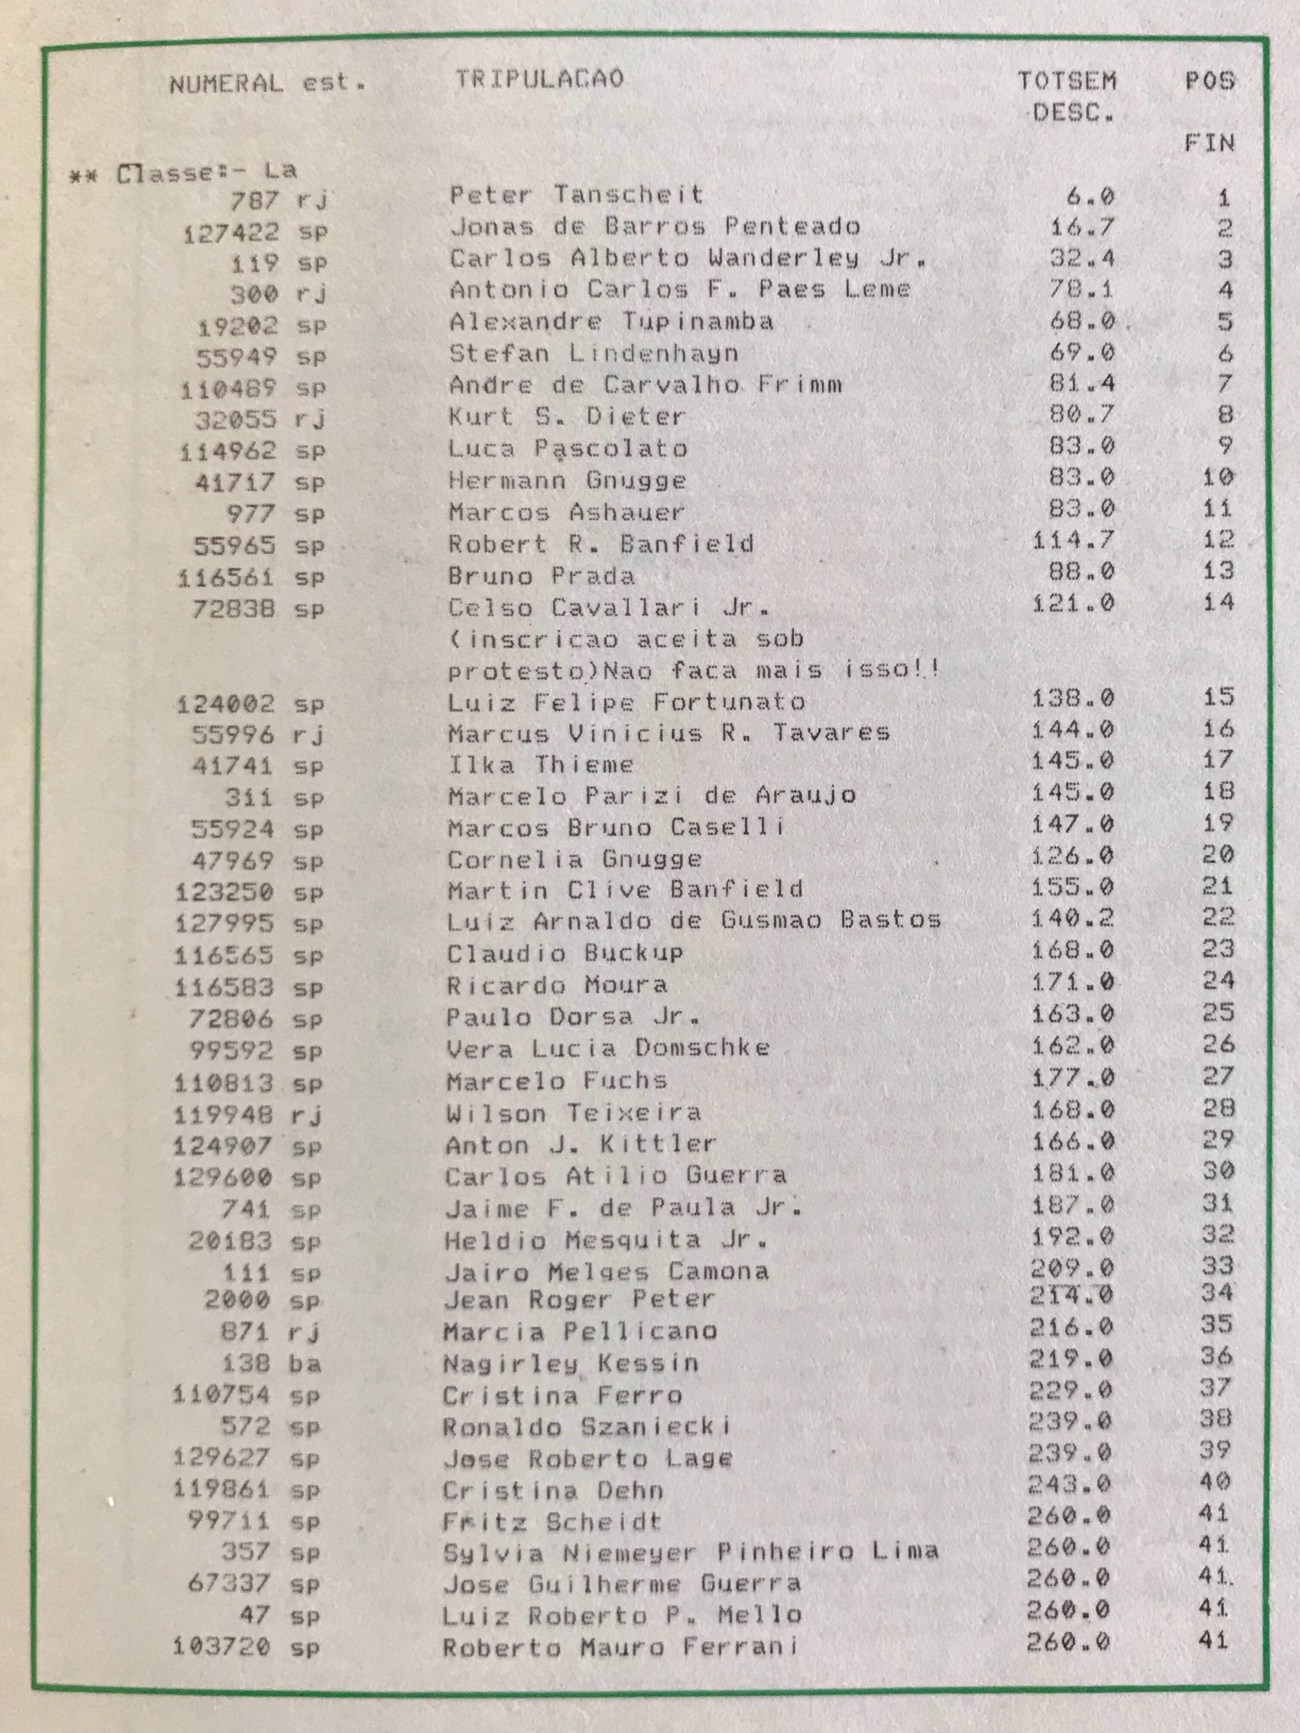 NUMERAL est. TRIPULACAO TOTSEM POS
DESC.
FIN
** Classe:- La
787 rj Peter Tanscheit 6.0 1
127422 sp Jonas de Barros Penteado 16.7 2
119 sp Carlos Alberto Wanderley Jr. 32.4 3
300 rj Antonio Carlos F. Paes Leme 78.1 4
19202 sp Alexandre Tupinamba 68.0 5
55949 sp Stefan Lindenhayn 69.0 6
110489 sp Andre de Carvalho Frimm 81.4 7
32055 rj Kurt S. Dieter 80.7 8
114962 sp Luca Pascolato 83.0 9
41717 sp Hermann Gnugge 83.0 10
977 sp Marcos Ashauer 83.0 11
55965 sp Robert R. Banfield 114.7 12
116561 sp Bruno Prada 88.0 13
72838 sp Celso Cavallari Jr. 121.0 14
(inscricao aceita sob
protesto)Nao faca mais isso!!
124002 sp Luiz Felipe Fortunato 138.0 15
55996 rj Marcus Vinicius R. Tavares 144.0 16
41741 sp Ilka Thieme 145.0 17
311 sp Marcelo Parizi de Araujo 145.0 18
55924 sp Marcos Bruno Caselli 147.0 19
47969 sp Cornelia Gnugge 126.0 20
123250 sp Martin Clive Banfield 155.0 21
127995 sp Luiz Arnaldo de Gusmao Bastos 140.2 22
116565 sp Claudio Buckup 168.0 23
116583 sp Ricardo Moura 171.0 24
72806 sp Paulo Dorsa Jr. 163.0 25
99592 sp Vera Lucia Domschke 162.0 26
110813 sp Marcelo Fuchs 177.0 27
119948 rj Wilson Teixeira 168.0 28
124907 sp Anton J. Kittler 166.0 29
129600 sp Carlos Atilio Guerra 181.0 30
741 sp Jaime F. de Paula Jr. 187.0 31
20183 sp Heldio Mesquita Jr. 192.0 32
111 sp Jairo Melges Camona 209.0 33
2000 sp Jean Roger Peter 214.0 34
871 rj Marcia Pellicano 216.0 35
138 ba Nagirley Kessin 219.0 36
110754 sp Cristina Ferro 229.0 37
572 sp Ronaldo Szaniecki 239.0 38
129627 sp Jose Roberto Lage 239.0 39
119861 sp Cristina Dehn 243.0 40
99711 sp Fritz Scheidt 260.0 41
357 sp Sylvia Niemeyer Pinheiro Lima 260.0 41
67337 sp Jose Guilherme Guerra 260.0 41
47 sp Luiz Roberto P. Mello 260.0 41
103720 sp Roberto Mauro Ferrani 260.0 41